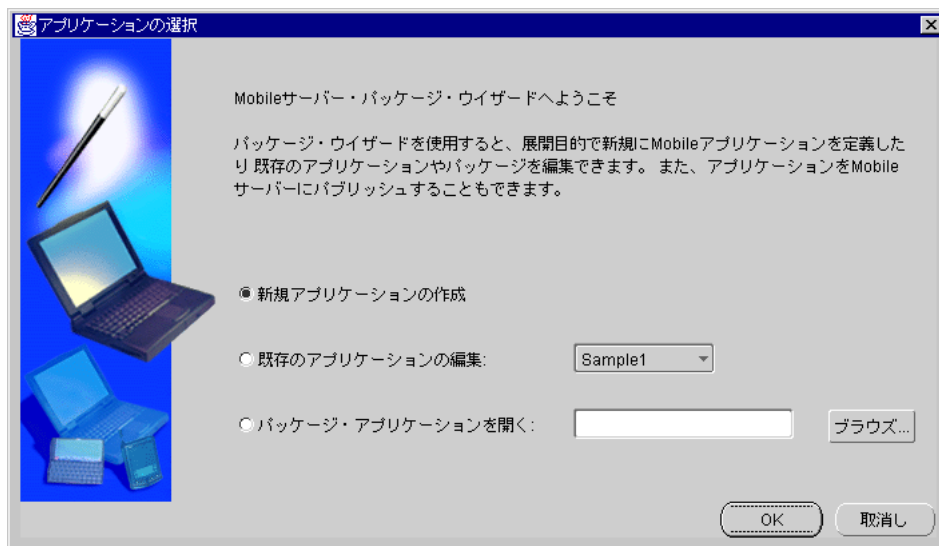 アプリケーションの選択
Mobileサーバー・パッケージ・ウイザードへようこそ
パッケージ・ウイザードを使用すると、展開目的で新規にMobileアプリケーションを定義した
り 既存のアプリケーションやパッケージを編集できます。 また、アプリケーションをMobile
サーバーにパブリッシュすることもできます。
新規アプリケーションの作成
既存のアプリケーションの編集: Sample1
パッケージ・アプリケーションを開く: ブラウズ...
OK 取消し